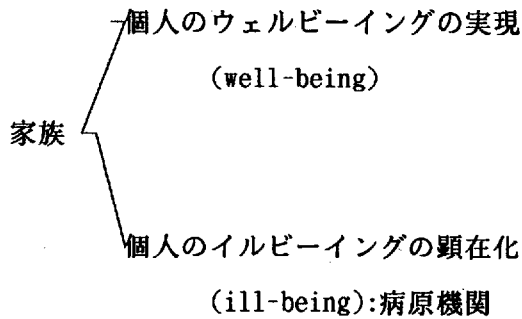 個人のウェルビーイングの実現
(well-being)
家族
個人のイルビーイングの顕在化
(ill-being):病原機関